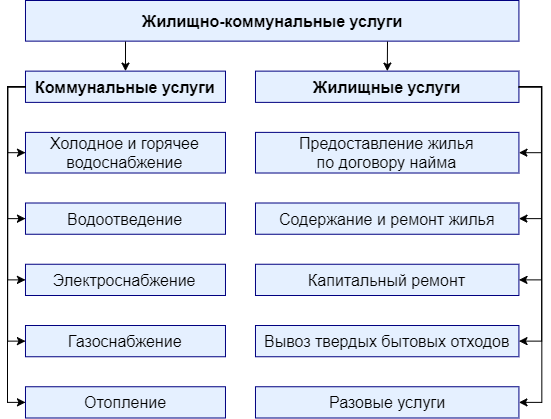 Жилищно-коммунальные услуги
Коммунальные услуги
Жилищные услуги
Холодное и горячее
водоснабжение
Предоставление жилья
по договору найма
Водоотведение
Содержание и ремонт жилья
Электроснабжение
Капитальный ремонт
Газоснабжение
Вывоз твердых бытовых отходов
Отопление
Разовые услуги